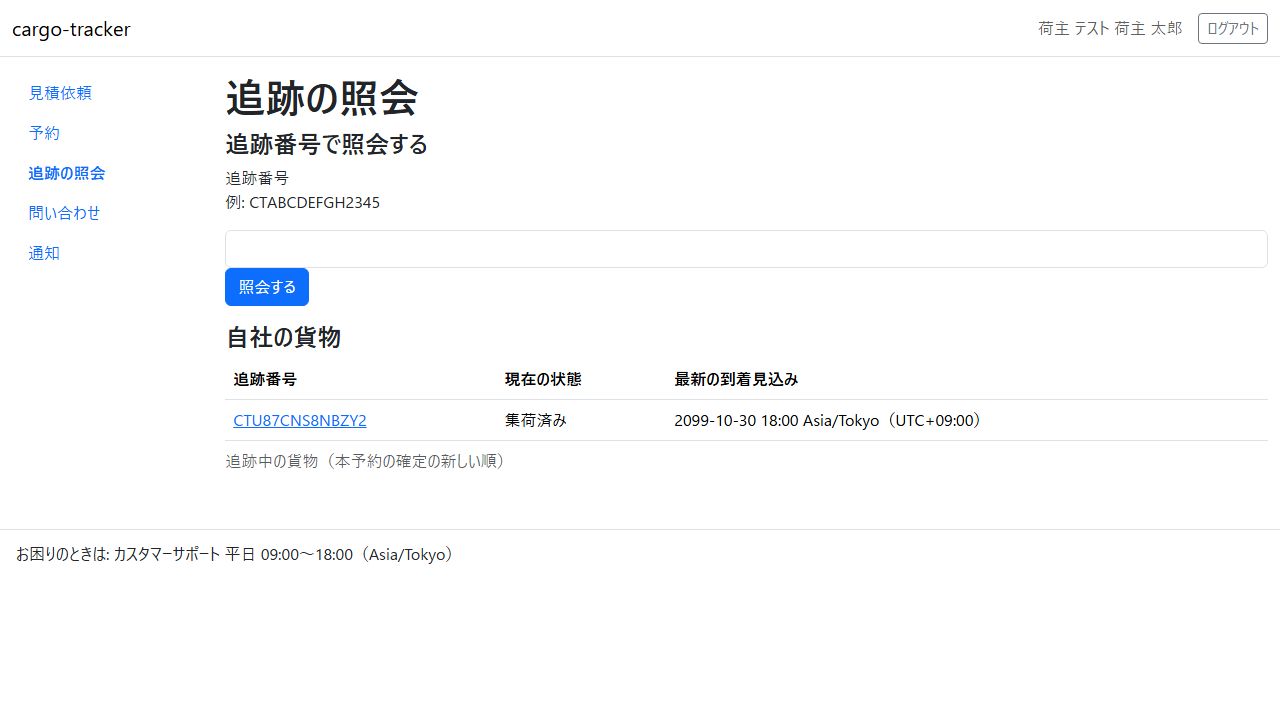 cargo-tracker
荷主 テスト 荷主 太郎
ログアウト
見積依頼
予約
追跡の照会
問い合わせ
通知
追跡の照会
追跡番号で照会する
追跡番号
例: CTABCDEFGH2345
照会する
自社の貨物
追跡番号 現在の状態 最新の到着見込み
CTU87CNS8NBZY2 集荷済み 2099-10-30 18:00 Asia/Tokyo（UTC+09:00）
追跡中の貨物（本予約の確定の新しい順）
お困りのときは: カスタマーサポート 平日 09:00〜18:00（Asia/Tokyo）